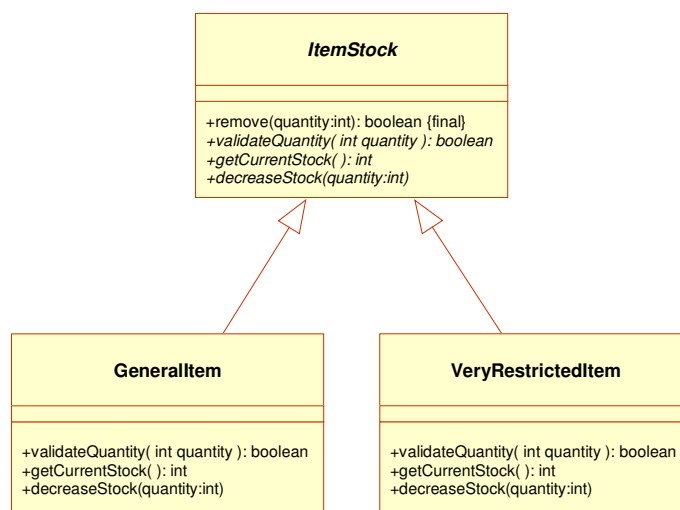 ItemStock
+remove(quantity:int): boolean {final}
+validateQuantity( int quantity ): boolean
+getCurrentStock( ): int
+decreaseStock(quantity:int)
GeneralItem
+validateQuantity( int quantity ): boolean
+getCurrentStock( ): int
+decreaseStock(quantity:int)
VeryRestrictedItem
+validateQuantity( int quantity ): boolean
+getCurrentStock( ): int
+decreaseStock(quantity:int)